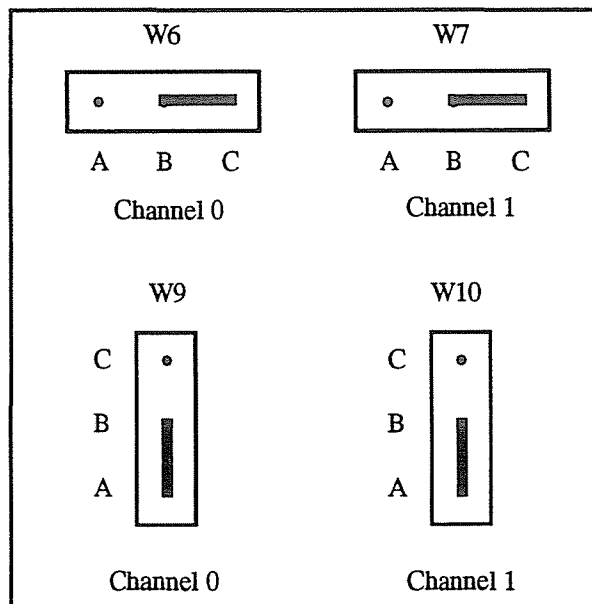 W6 W7
A B C A B C
Channel 0 Channel 1
W9 W10
C C
B B
A A
Channel 0 Channel 1